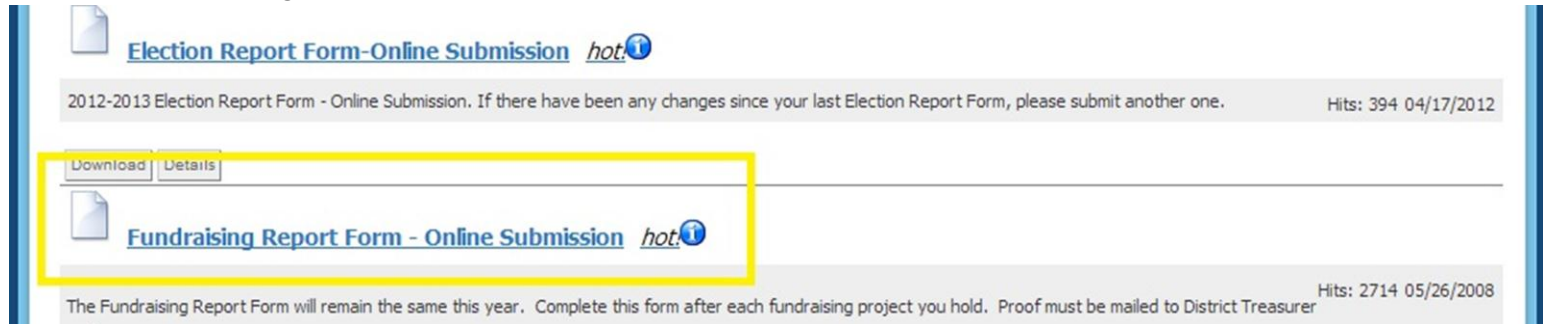 Election Report Form-Online Submission hot!
2012-2013 Election Report Form - Online Submission. If there have been any changes since your last Election Report Form, please submit another one. Hits: 394 04/17/2012
Download Details
Fundraising Report Form - Online Submission hot!
Hits: 2714 05/26/2008
The Fundraising Report Form will remain the same this year. Complete this form after each fundraising project you hold. Proof must be mailed to District Treasurer